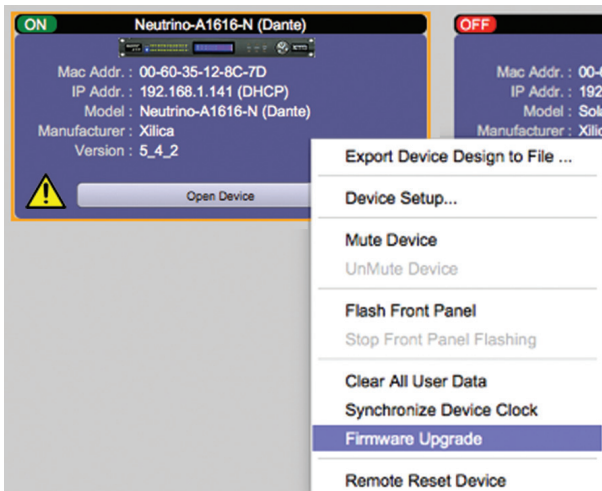 ON
Neutrino-A1616-N (Dante)
Mac Addr. : 00-60-35-12-8C-7D
IP Addr. : 192.168.1.141 (DHCP)
Model : Neutrino-A1616-N (Dante)
Manufacturer : Xilica
Version : 5_4_2
Open Device
OFF
Mac Addr. : 00-
IP Addr. : 192
Model :
Manufacturer :
Export Device Design to File ...
Device Setup...
Mute Device
UnMute Device
Flash Front Panel
Stop Front Panel Flashing
Clear All User Data
Synchronize Device Clock
Firmware Upgrade
Remote Reset Device